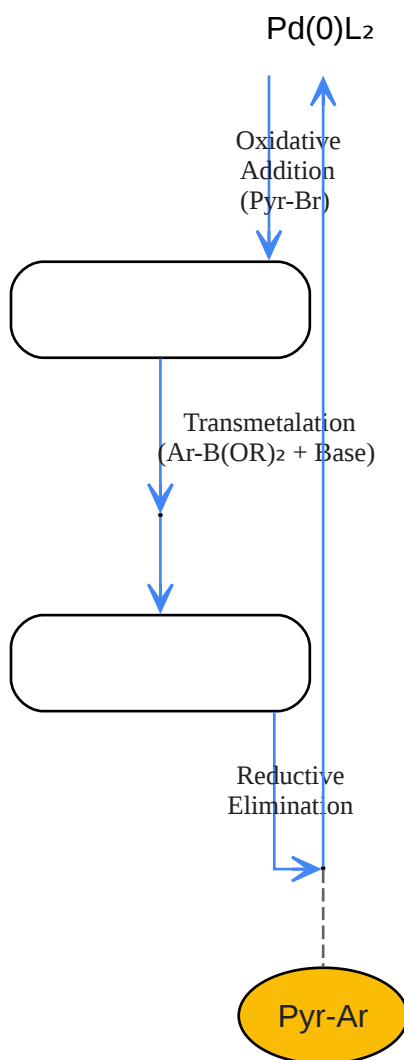 Pd(0)L₂
Oxidative
Addition
(Pyr-Br)
Transmetalation
(Ar-B(OR)₂ + Base)
Reductive
Elimination
Pyr-Ar